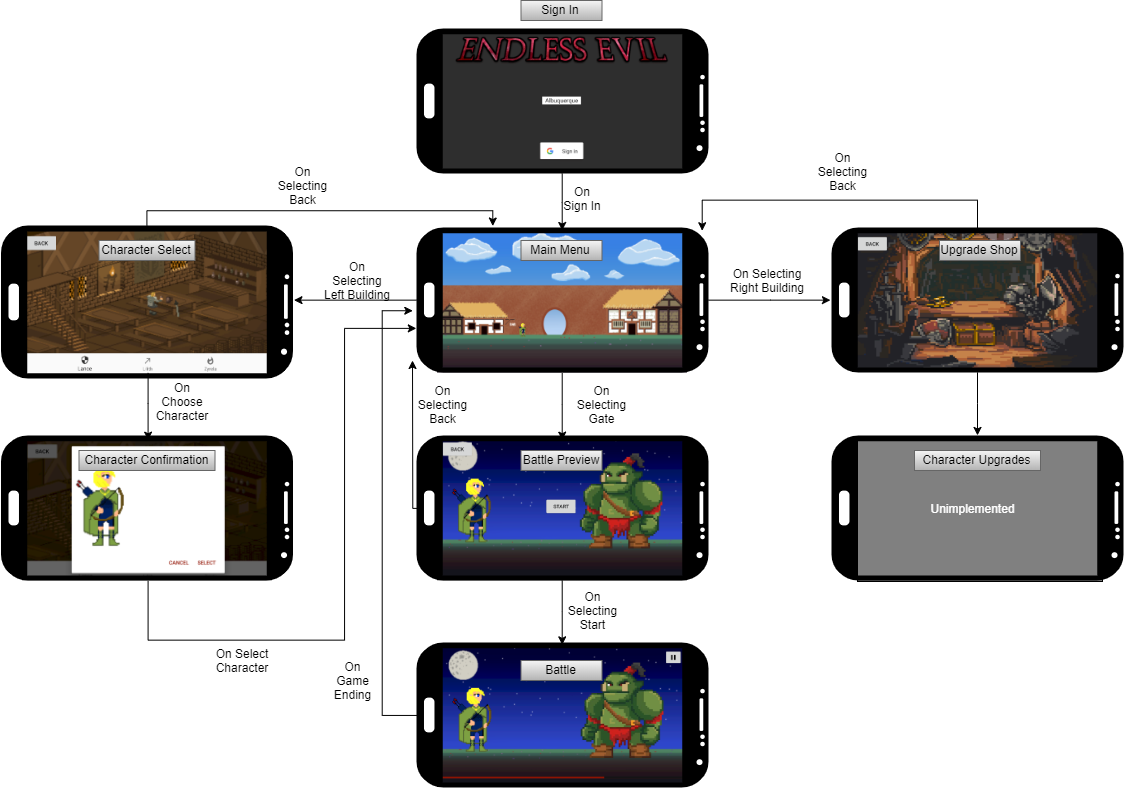 Sign In
ENDLESS EVIL
Albuquerque
Sign in
On
Sign In
On
Selecting
Back
On
Selecting
Back
BACK
Character Select
On
Selecting
Left Building
Main Menu
On Selecting
Right Building
BACK
Upgrade Shop
Lance
Lilith
On
Choose
Character
On
Selecting
Back
On
Selecting
Gate
BACK
Character Confirmation
CANCEL
SELECT
BACK
Battle Preview
START
Character Upgrades
Unimplemented
On
Selecting
Start
On Select
Character
On
Game
Ending
Battle